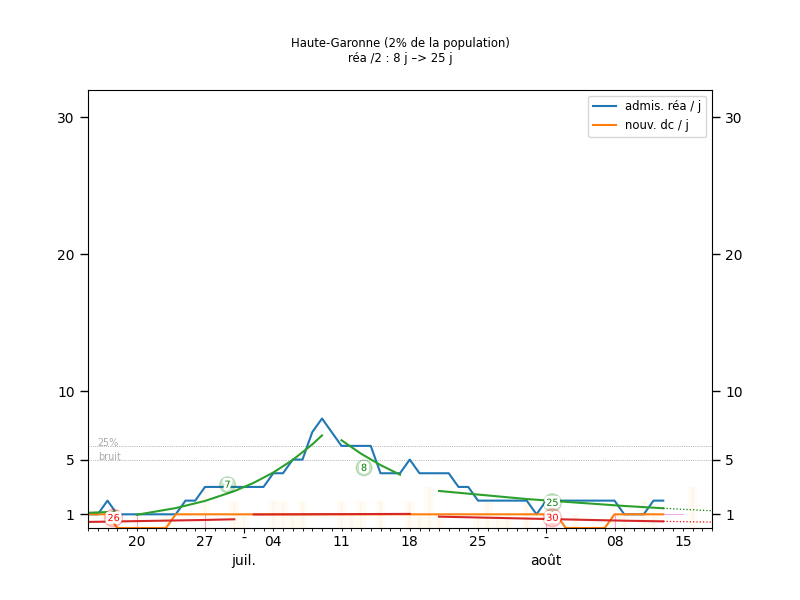 Haute-Garonne (2% de la population)
réa /2 : 8 j –> 25 j
admis. réa / j
nouv. dc / j
30 30
20 20
10 10
25%
bruit
5 5
7
8
25
26
30
1 1
20 27 - 04 11 18 25 - 08 15
juil. août